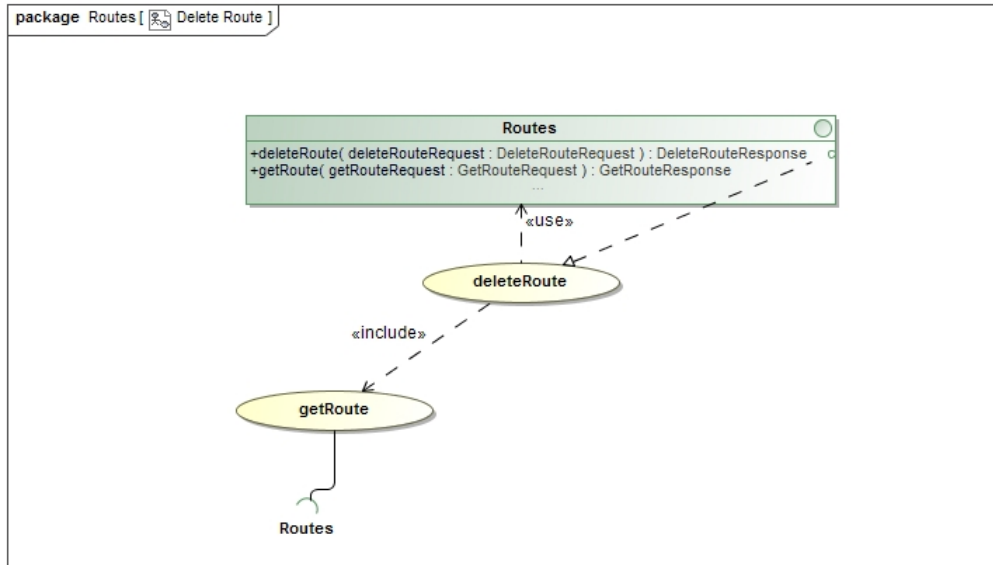 package Routes [ Delete Route ]
Routes
+deleteRoute( deleteRouteRequest : DeleteRouteRequest ) : DeleteRouteResponse
+getRoute( getRouteRequest : GetRouteRequest ) : GetRouteResponse
...
«use»
deleteRoute
«include»
getRoute
Routes